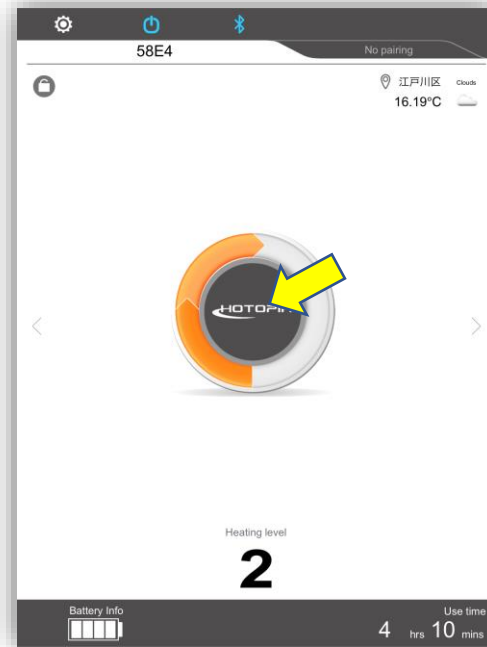 58E4
No pairing
江戸川区 Clouds
16.19°C
Heating level
2
Battery Info
Use time
4 hrs 10 mins